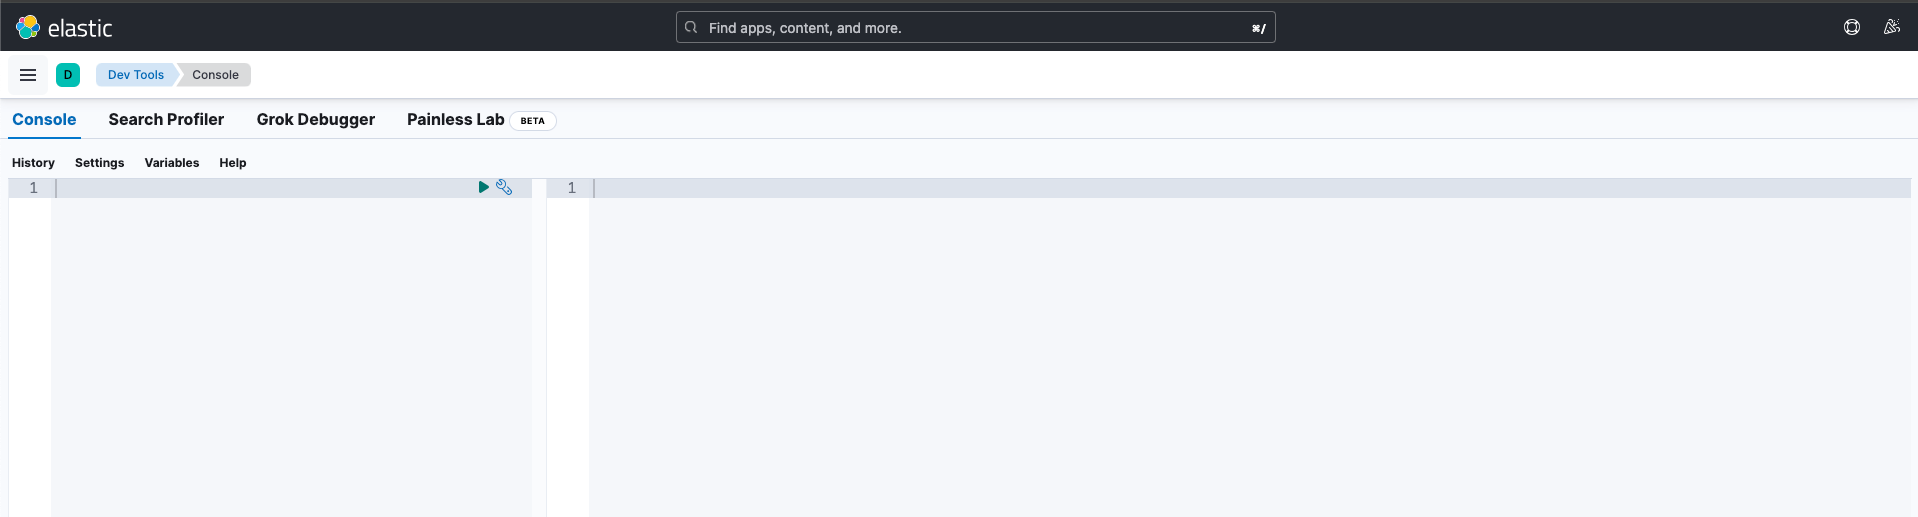 elastic
Find apps, content, and more.
⌘/
D
Dev Tools
Console
Console
Search Profiler
Grok Debugger
Painless Lab
BETA
History
Settings
Variables
Help
1
1